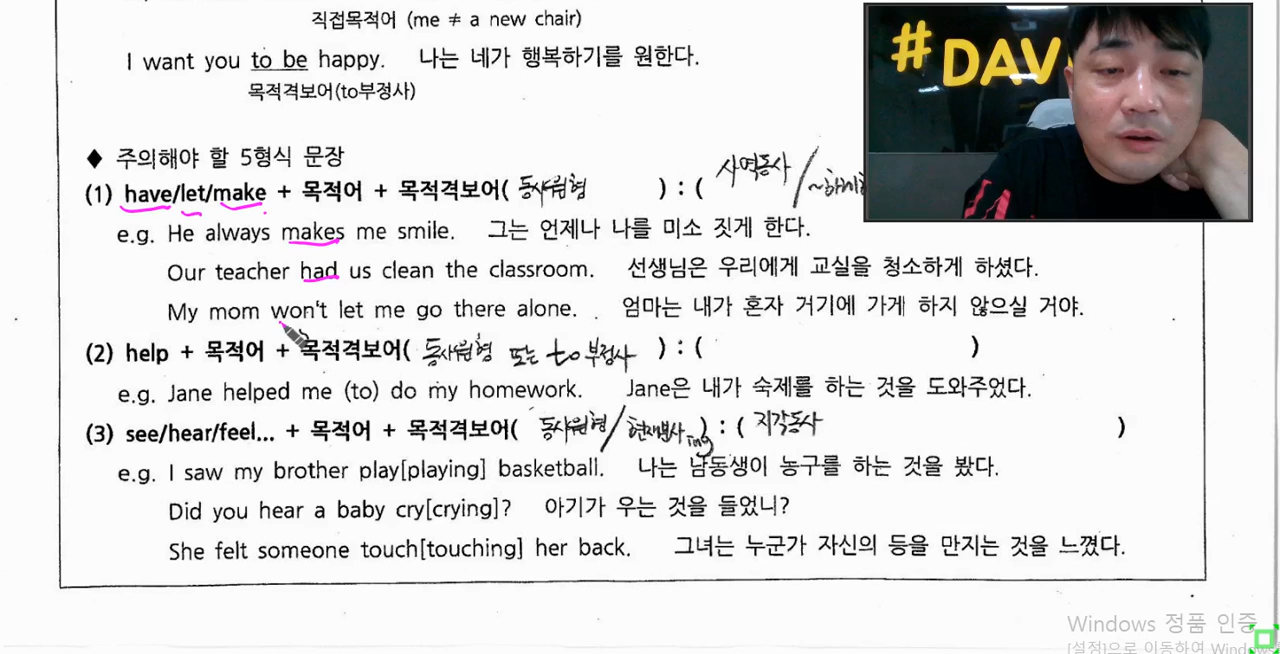 직접목적어 (me ≠ a new chair)
#DAV
I want you to be happy. 나는 네가 행복하기를 원한다.
목적격보어(to부정사)
◆ 주의해야 할 5형식 문장
(1) have/let/make + 목적어 + 목적격보어( 동사원형 ) : ( 사역동사 /
e.g. He always makes me smile. 그는 언제나 나를 미소 짓게 한다.
Our teacher had us clean the classroom. 선생님은 우리에게 교실을 청소하게 하셨다.
My mom won't let me go there alone. 엄마는 내가 혼자 거기에 가게 하지 않으실 거야.
(2) help + 목적어 + 목적격보어( 동사원형 또는 to 부정사 ) : ( )
e.g. Jane helped me (to) do my homework. Jane은 내가 숙제를 하는 것을 도와주었다.
(3) see/hear/feel... + 목적어 + 목적격보어( 동사원형/현재분사 ing ) : ( 지각동사 )
e.g. I saw my brother play[playing] basketball. 나는 남동생이 농구를 하는 것을 봤다.
Did you hear a baby cry[crying]? 아기가 우는 것을 들었니?
She felt someone touch[touching] her back. 그녀는 누군가 자신의 등을 만지는 것을 느꼈다.
Windows 정품 인증
[설정]으로 이동하여 Windows